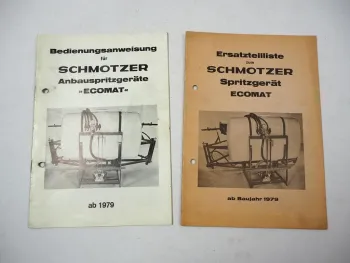 Bedienungsanweisung
für
SCHMOTZER
Anbauspritzgeräte
»ECOMAT«
ab 1979
Ersatzteilliste
zum
SCHMOTZER
Spritzgerät
ECOMAT
ab Baujahr 1979